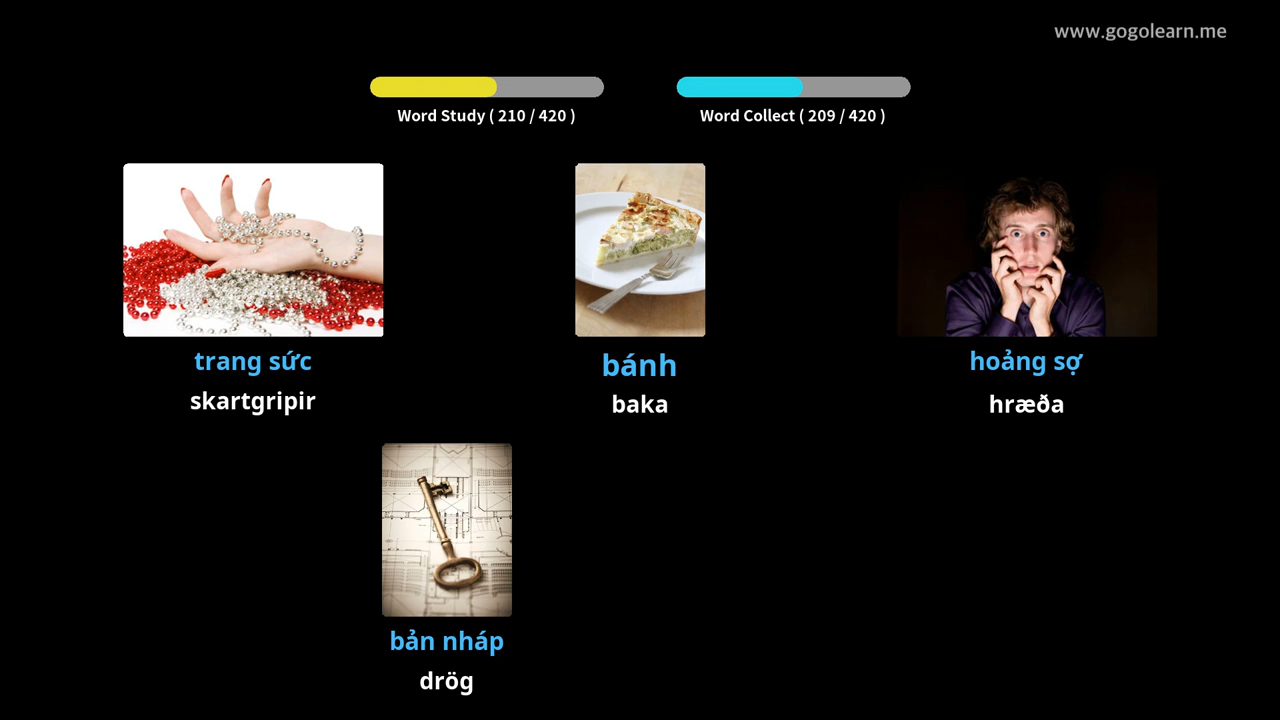 www.gogolearn.me
Word Study ( 210 / 420 )
Word Collect ( 209 / 420 )
trang sức
skartgripir
bánh
baka
hoảng sợ
hræða
bản nháp
drög